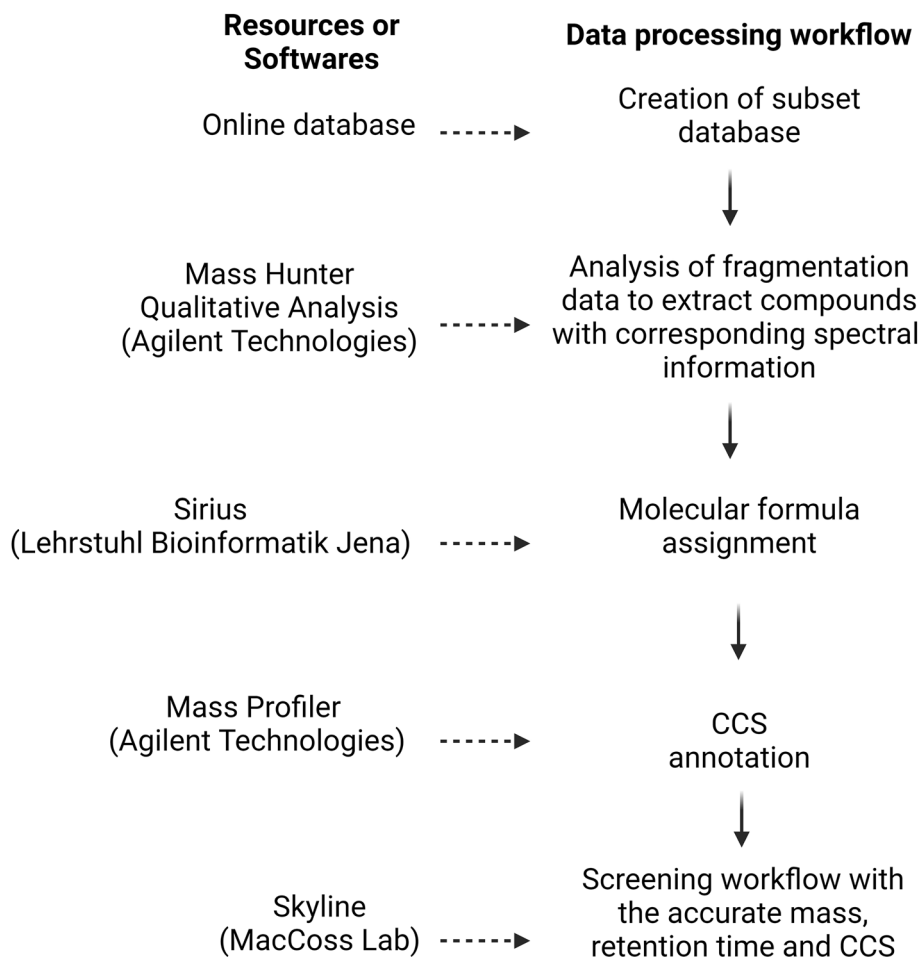 Resources or
Softwares
Data processing workflow
Online database
Creation of subset
database
Mass Hunter
Qualitative Analysis
(Agilent Technologies)
Analysis of fragmentation
data to extract compounds
with corresponding spectral
information
Sirius
(Lehrstuhl Bioinformatik Jena)
Molecular formula
assignment
Mass Profiler
(Agilent Technologies)
CCS
annotation
Skyline
(MacCoss Lab)
Screening workflow with
the accurate mass,
retention time and CCS